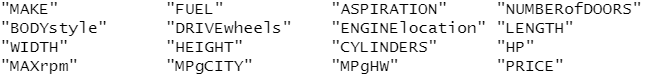 "MAKE" "FUEL" "ASPIRATION" "NUMBERofDOORS"
"BODYstyle" "DRIVEwheels" "ENGINElocation" "LENGTH"
"WIDTH" "HEIGHT" "CYLINDERS" "HP"
"MAXrpm" "MPgCITY" "MPgHW" "PRICE"